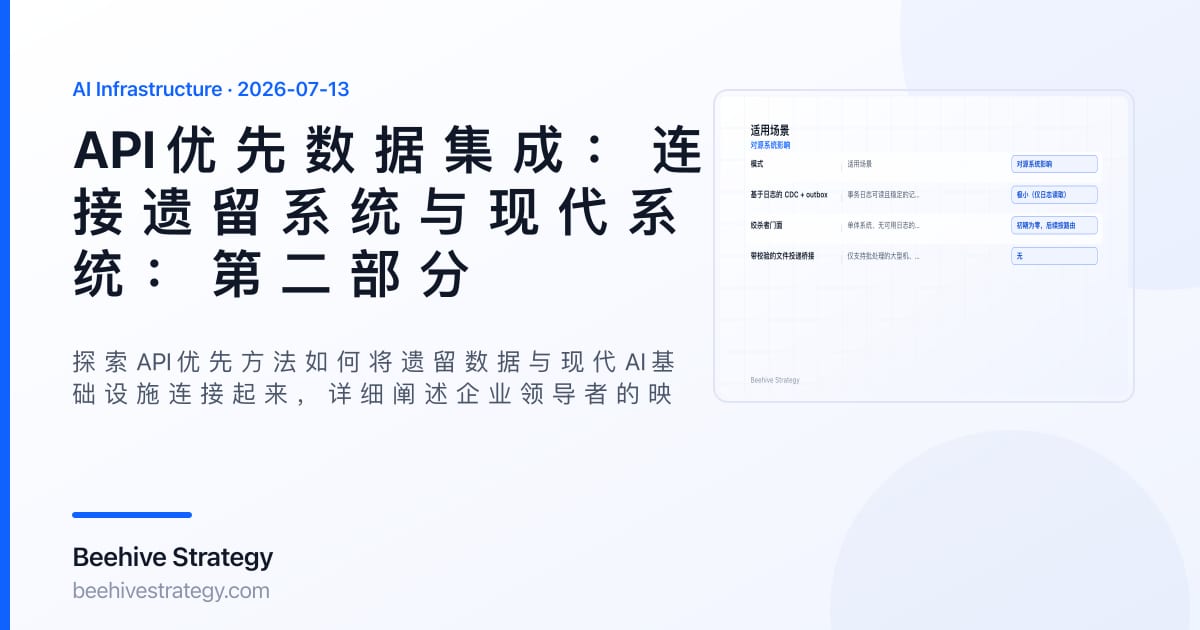 AI Infrastructure · 2026-07-13
API优先数据集成：连
接遗留系统与现代系
统：第二部分
探索API优先方法如何将遗留数据与现代AI基
础设施连接起来，详细阐述企业领导者的映
Beehive Strategy
beehivestrategy.com
适用场景
对源系统影响
模式 适用场景 对源系统影响
基于日志的 CDC + outbox 事务日志可读且稳定的记... 极小（仅日志读取）
绞杀者门面 单体系统、无可用日志的... 初期为零，后续按路由
带校验的文件投递桥接 仅支持批处理的大型机、... 无
Beehive Strategy